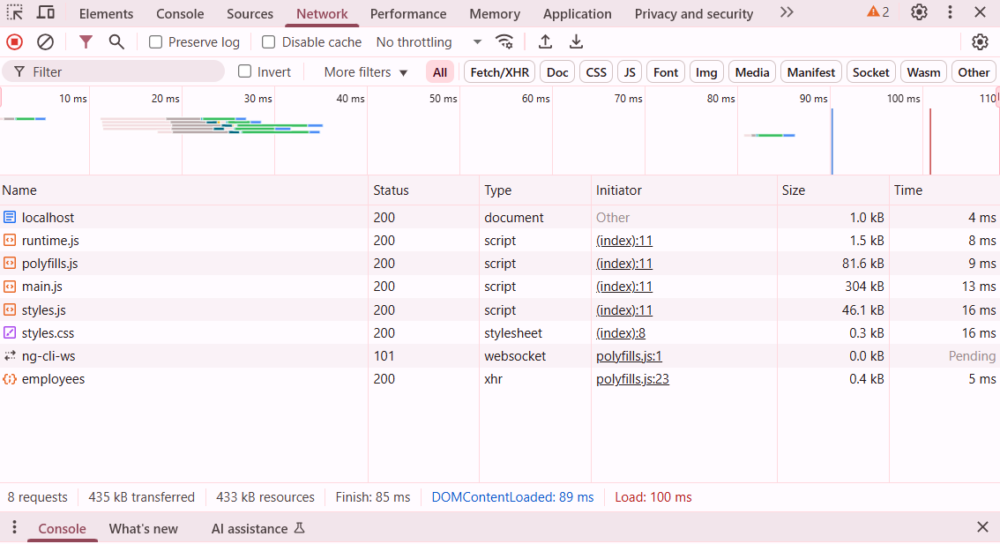 Elements Console Sources Network Performance Memory Application Privacy and security 2
Preserve log Disable cache No throttling
Filter Invert More filters All Fetch/XHR Doc CSS JS Font Img Media Manifest Socket Wasm Other
10 ms 20 ms 30 ms 40 ms 50 ms 60 ms 70 ms 80 ms 90 ms 100 ms 110
Name Status Type Initiator Size Time
localhost 200 document Other 1.0 kB 4 ms
runtime.js 200 script (index):11 1.5 kB 8 ms
polyfills.js 200 script (index):11 81.6 kB 9 ms
main.js 200 script (index):11 304 kB 13 ms
styles.js 200 script (index):11 46.1 kB 16 ms
styles.css 200 stylesheet (index):8 0.3 kB 16 ms
ng-cli-ws 101 websocket polyfills.js:1 0.0 kB Pending
employees 200 xhr polyfills.js:23 0.4 kB 5 ms
8 requests 435 kB transferred 433 kB resources Finish: 85 ms DOMContentLoaded: 89 ms Load: 100 ms
Console What's new AI assistance